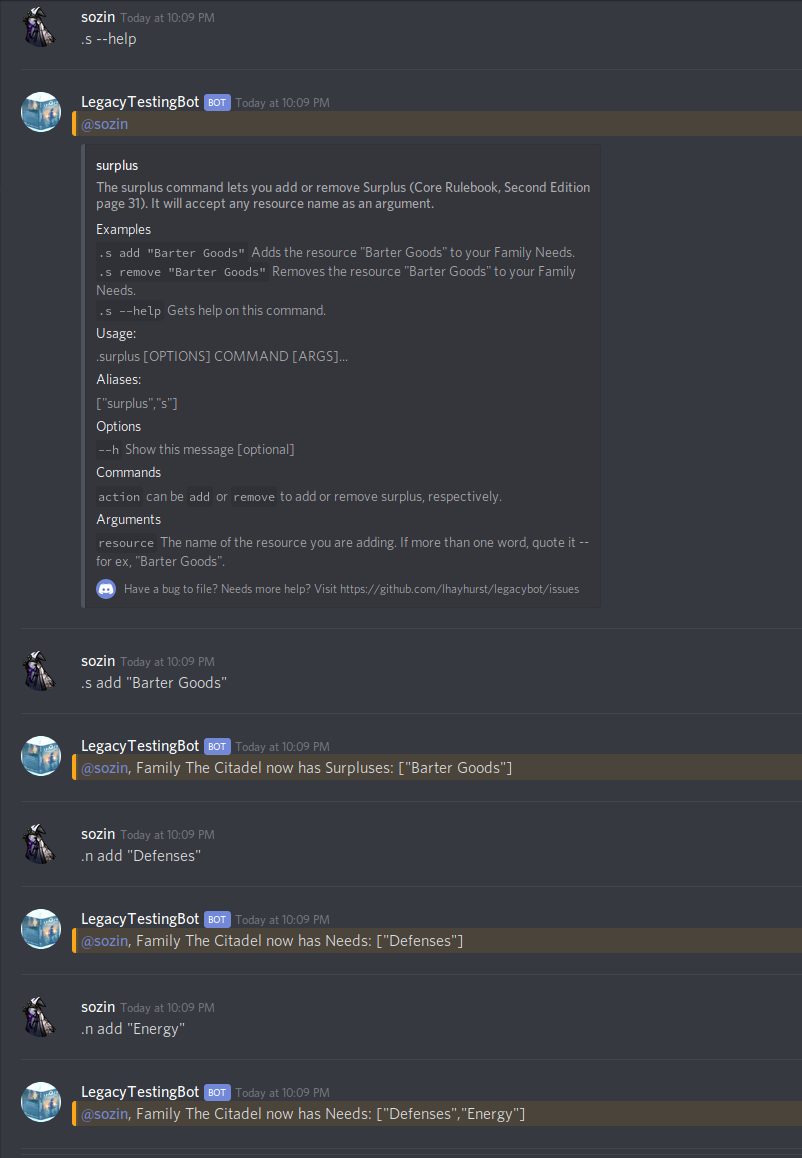 sozin Today at 10:09 PM
.s --help
LegacyTestingBot BOT Today at 10:09 PM
@sozin
surplus
The surplus command lets you add or remove Surplus (Core Rulebook, Second Edition
page 31). It will accept any resource name as an argument.
Examples
.s add "Barter Goods" Adds the resource "Barter Goods" to your Family Needs.
.s remove "Barter Goods" Removes the resource "Barter Goods" to your Family
Needs.
.s --help Gets help on this command.
Usage:
.surplus [OPTIONS] COMMAND [ARGS]...
Aliases:
["surplus","s"]
Options
--h Show this message [optional]
Commands
action can be add or remove to add or remove surplus, respectively.
Arguments
resource The name of the resource you are adding. If more than one word, quote it --
for ex, "Barter Goods".
Have a bug to file? Needs more help? Visit https://github.com/lhayhurst/legacybot/issues
sozin Today at 10:09 PM
.s add "Barter Goods"
LegacyTestingBot BOT Today at 10:09 PM
@sozin, Family The Citadel now has Surpluses: ["Barter Goods"]
sozin Today at 10:09 PM
.n add "Defenses"
LegacyTestingBot BOT Today at 10:09 PM
@sozin, Family The Citadel now has Needs: ["Defenses"]
sozin Today at 10:09 PM
.n add "Energy"
LegacyTestingBot BOT Today at 10:09 PM
@sozin, Family The Citadel now has Needs: ["Defenses","Energy"]